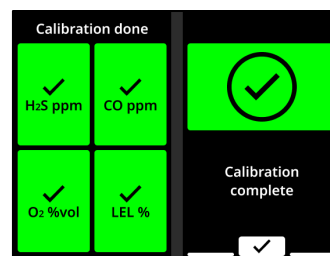 Calibration done
H₂S ppm
CO ppm
O₂ %vol
LEL %
Calibration
complete